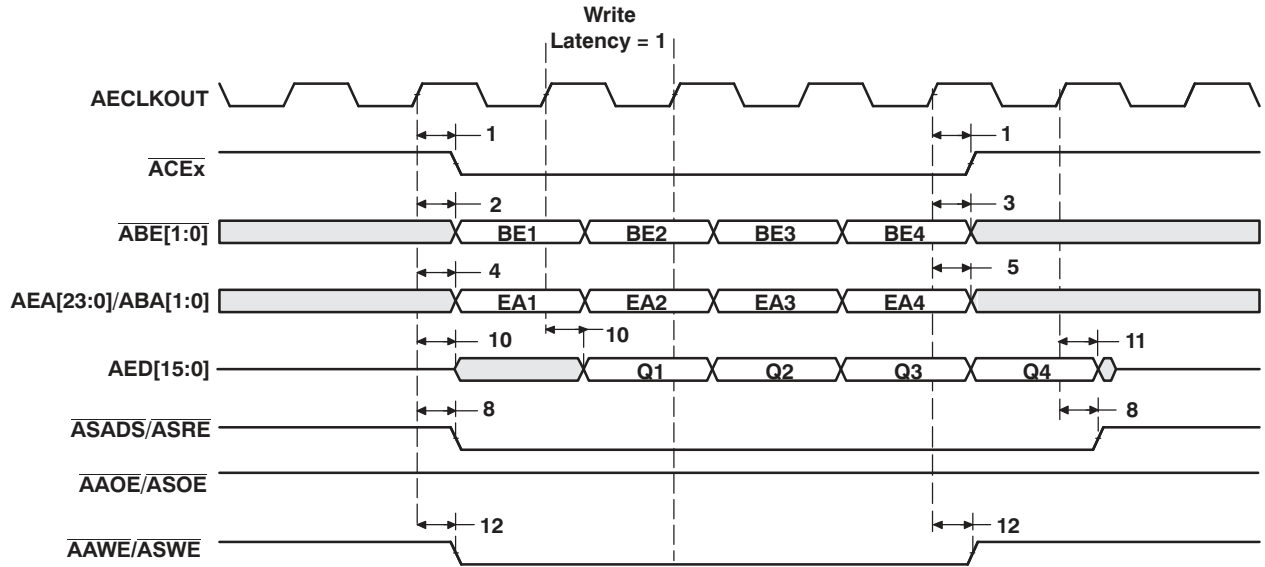 Write
Latency = 1
AECLKOUT
1 1
ACEx
2 3
ABE[1:0] BE1 BE2 BE3 BE4
4 5
AEA[23:0]/ABA[1:0] EA1 EA2 EA3 EA4
10 10 11
AED[15:0] Q1 Q2 Q3 Q4
8 8
ASADS/ASRE
AAOE/ASOE
12 12
AAWE/ASWE